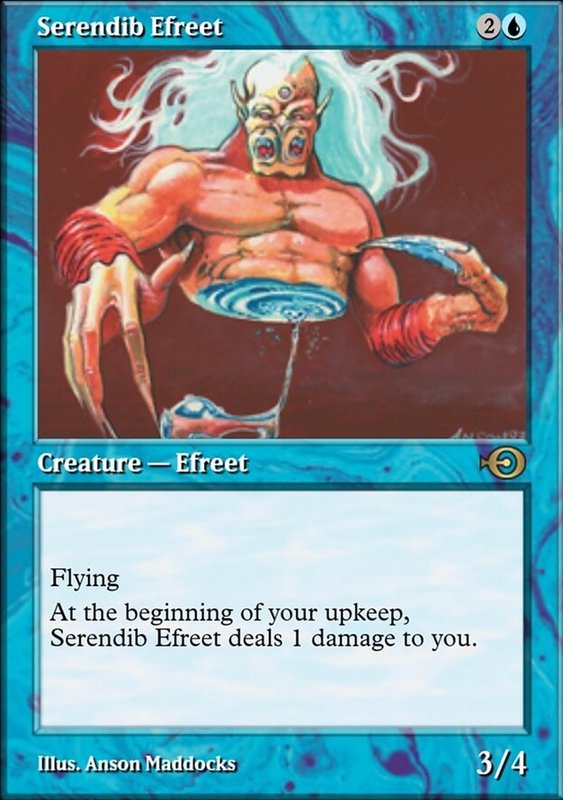 Serendib Efreet
2
Creature — Efreet
Flying
At the beginning of your upkeep,
Serendib Efreet deals 1 damage to you.
Illus. Anson Maddocks
3/4